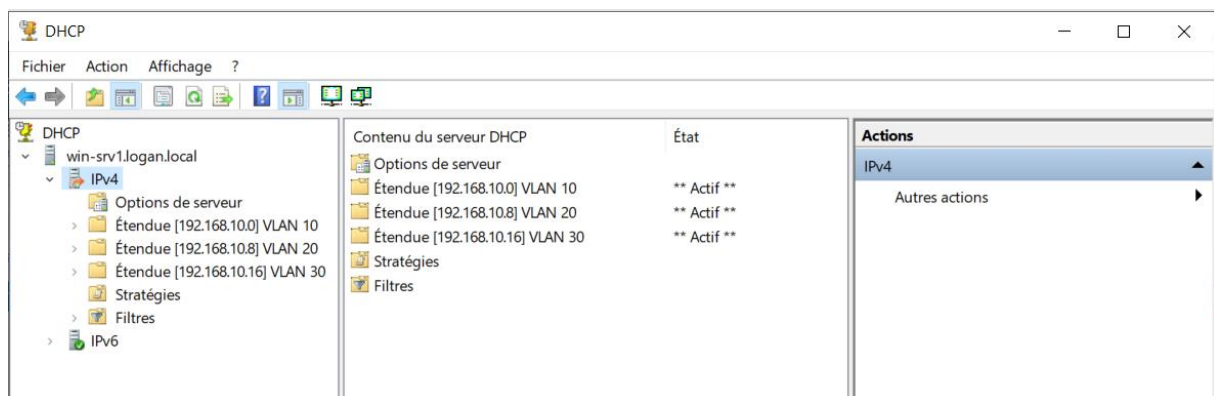 DHCP
Fichier Action Affichage ?
DHCP
win-srv1.logan.local
IPv4
Options de serveur
Étendue [192.168.10.0] VLAN 10
Étendue [192.168.10.8] VLAN 20
Étendue [192.168.10.16] VLAN 30
Stratégies
Filtres
IPv6
Contenu du serveur DHCP État
Options de serveur
Étendue [192.168.10.0] VLAN 10 ** Actif **
Étendue [192.168.10.8] VLAN 20 ** Actif **
Étendue [192.168.10.16] VLAN 30 ** Actif **
Stratégies
Filtres
Actions
IPv4
Autres actions